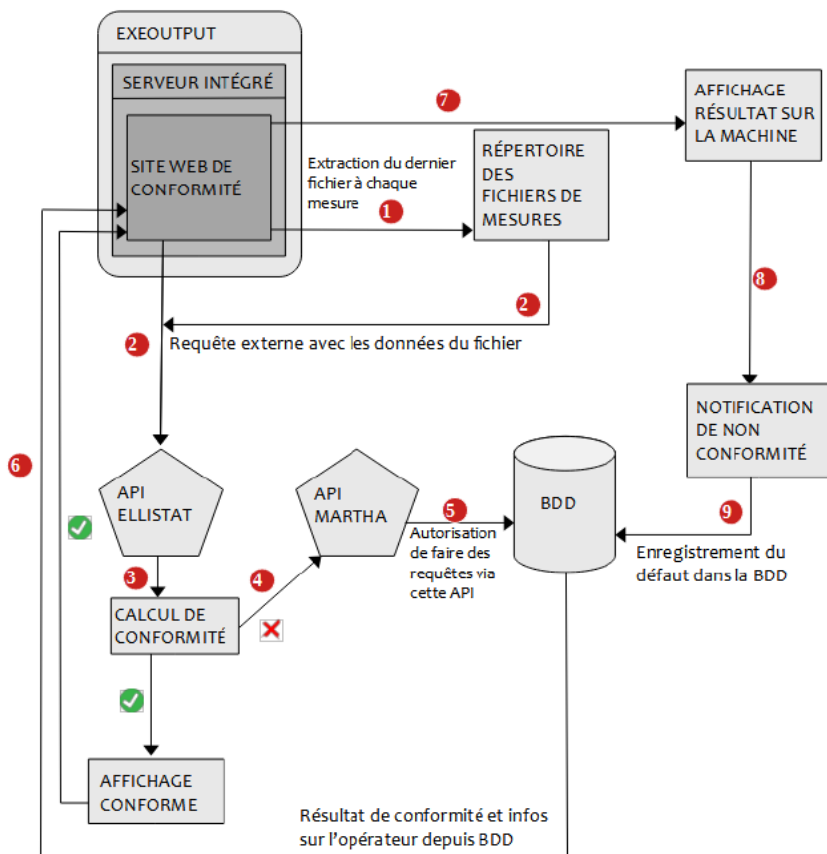 EXEOUTPUT
SERVEUR INTÉGRÉ
SITE WEB DE
CONFORMITÉ
7
AFFICHAGE
RÉSULTAT SUR
LA MACHINE
Extraction du dernier
fichier à chaque
mesure
1
RÉPERTOIRE
DES
FICHIERS DE
MESURES
8
2
2
Requête externe avec les données du fichier
NOTIFICATION
DE NON
CONFORMITÉ
6
API
ELLISTAT
API
MARTHA
5
Autorisation
de faire des
requêtes via
cette API
BDD
9
Enregistrement du
défaut dans la BDD
3
4
CALCUL DE
CONFORMITÉ
AFFICHAGE
CONFORME
Résultat de conformité et infos
sur l’opérateur depuis BDD